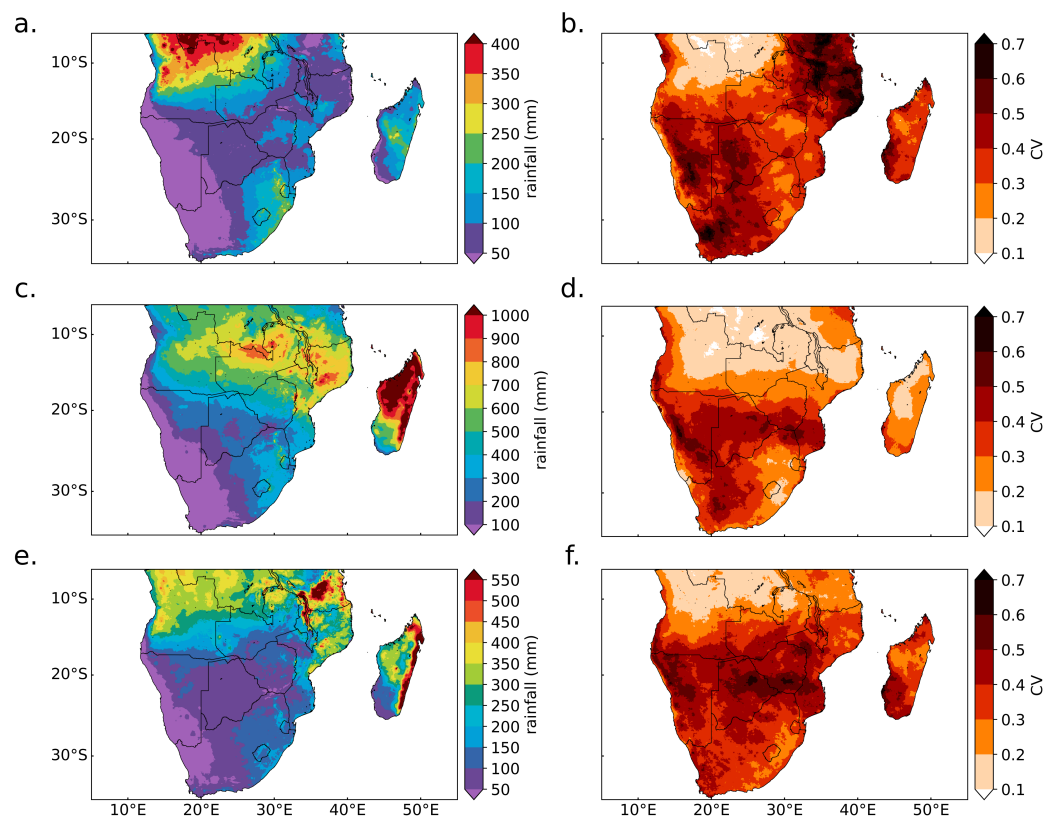 a.
10°S
20°S
30°S
400
350
300
250
200
150
100
50
rainfall (mm)
b.
0.7
0.6
0.5
0.4
0.3
0.2
0.1
CV
c.
10°S
20°S
30°S
1000
900
800
700
600
500
400
300
200
100
rainfall (mm)
d.
0.7
0.6
0.5
0.4
0.3
0.2
0.1
CV
e.
10°S
20°S
30°S
10°E
20°E
30°E
40°E
50°E
550
500
450
400
350
300
250
200
150
100
50
rainfall (mm)
f.
10°E
20°E
30°E
40°E
50°E
0.7
0.6
0.5
0.4
0.3
0.2
0.1
CV